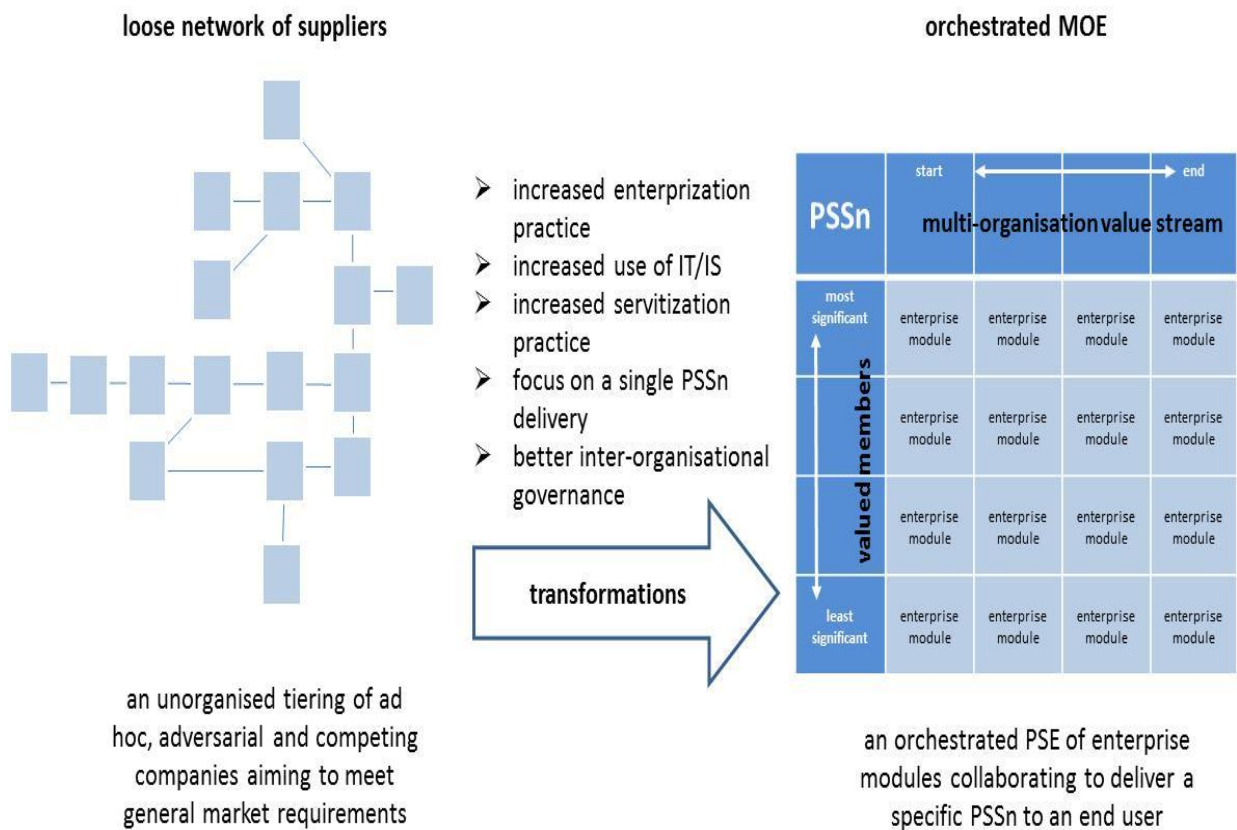 loose network of suppliers
orchestrated MOE
increased enterprization
practice
increased use of IT/IS
increased servitization
practice
focus on a single PSSn
delivery
better inter-organisational
governance
transformations
an unorganised tiering of ad
hoc, adversarial and competing
companies aiming to meet
general market requirements
PSSn
start
end
multi-organisation value stream
most
significant
valued members
least
significant
enterprise
module
enterprise
module
enterprise
module
enterprise
module
enterprise
module
enterprise
module
enterprise
module
enterprise
module
enterprise
module
enterprise
module
enterprise
module
enterprise
module
enterprise
module
enterprise
module
enterprise
module
enterprise
module
an orchestrated PSE of enterprise
modules collaborating to deliver a
specific PSSn to an end user